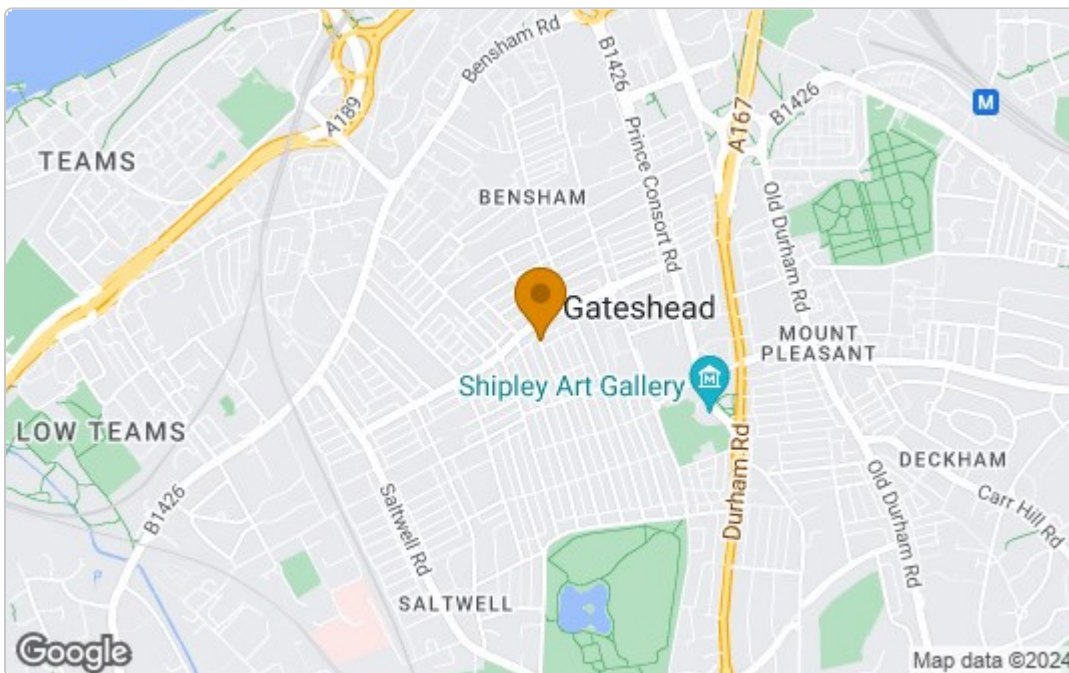 Bensham Rd
B1426
A189
A167
B1426
M
TEAMS
Prince Consort Rd
BENSHAM
Old Durham Rd
Gateshead
MOUNT
PLEASANT
M
Shipley Art Gallery
LOW TEAMS
Durham Rd
DECKHAM
Old Durham Rd
Carr Hill Rd
B1426
Saltwell Rd
P
SALTWELL
Google
Map data ©2024